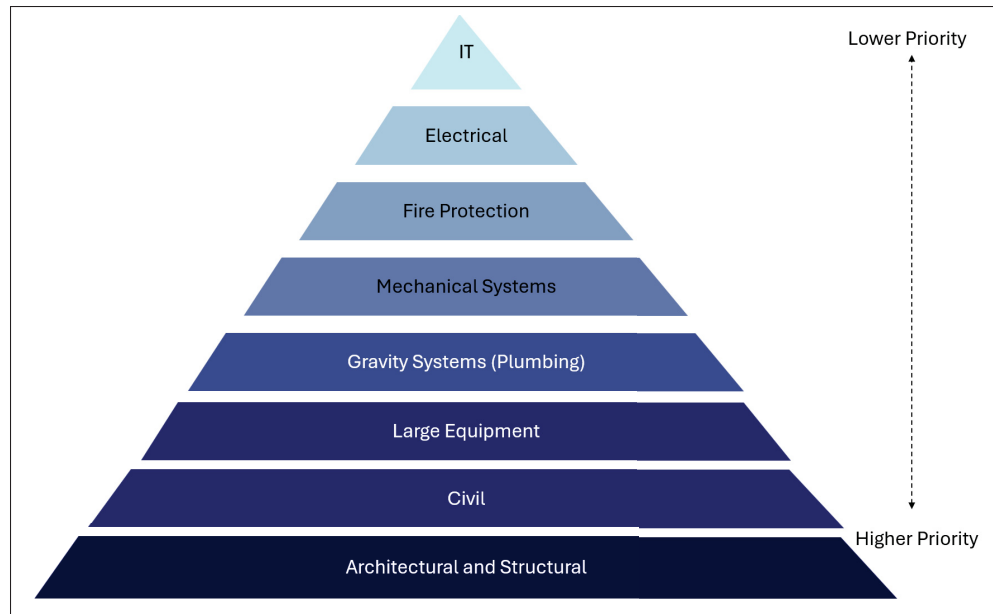 IT
Lower Priority
Electrical
Fire Protection
Mechanical Systems
Gravity Systems (Plumbing)
Large Equipment
Civil
Higher Priority
Architectural and Structural